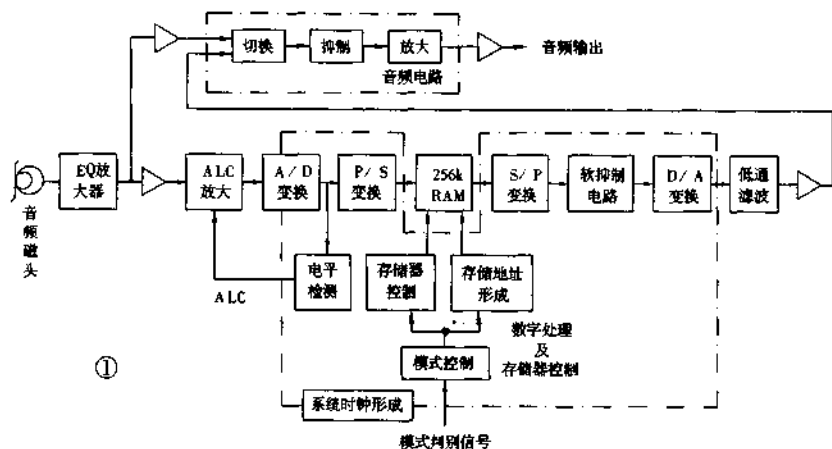 切换
抑制
放大
音频电路
音频输出
音频磁头
EQ放
大器
ALC
放大
A/D
变换
P/S
变换
256k
RAM
S/P
变换
软抑制
电路
D/A
变换
低通
滤波
ALC
电平
检测
存储器
控制
存储地址
形成
数字处理
及
存储器控制
模式控制
①
系统时钟形成
模式判别信号